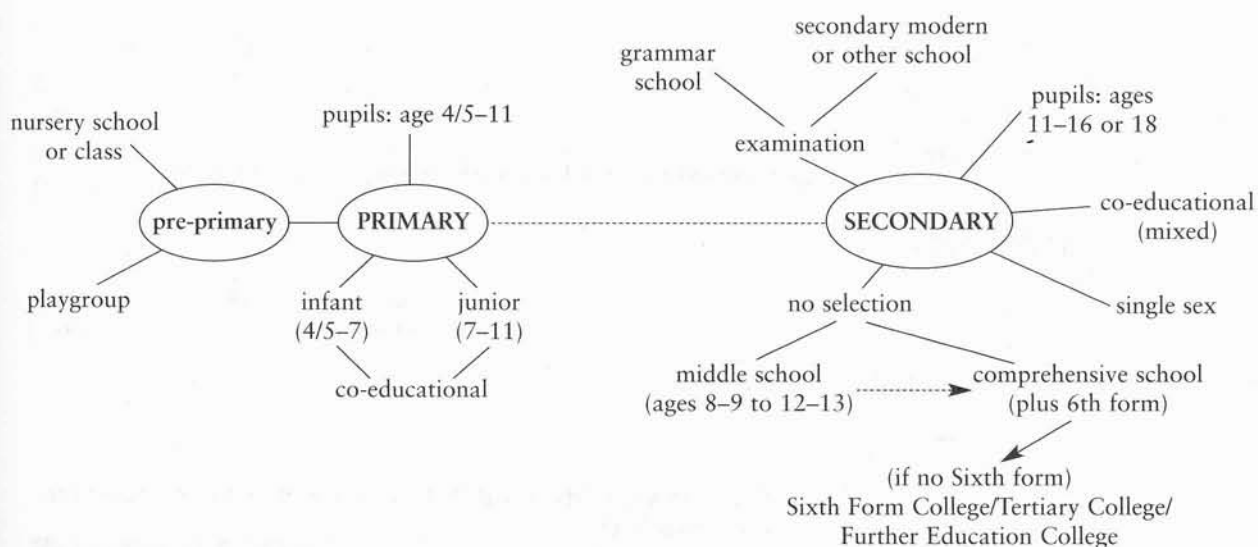 nursery school
or class
pre-primary
playgroup
pupils: age 4/5–11
PRIMARY
infant
(4/5–7)
junior
(7–11)
co-educational
grammar
school
secondary modern
or other school
examination
pupils: ages
11–16 or 18
SECONDARY
co-educational
(mixed)
single sex
no selection
middle school
(ages 8–9 to 12–13)
comprehensive school
(plus 6th form)
(if no Sixth form)
Sixth Form College/Tertiary College/
Further Education College